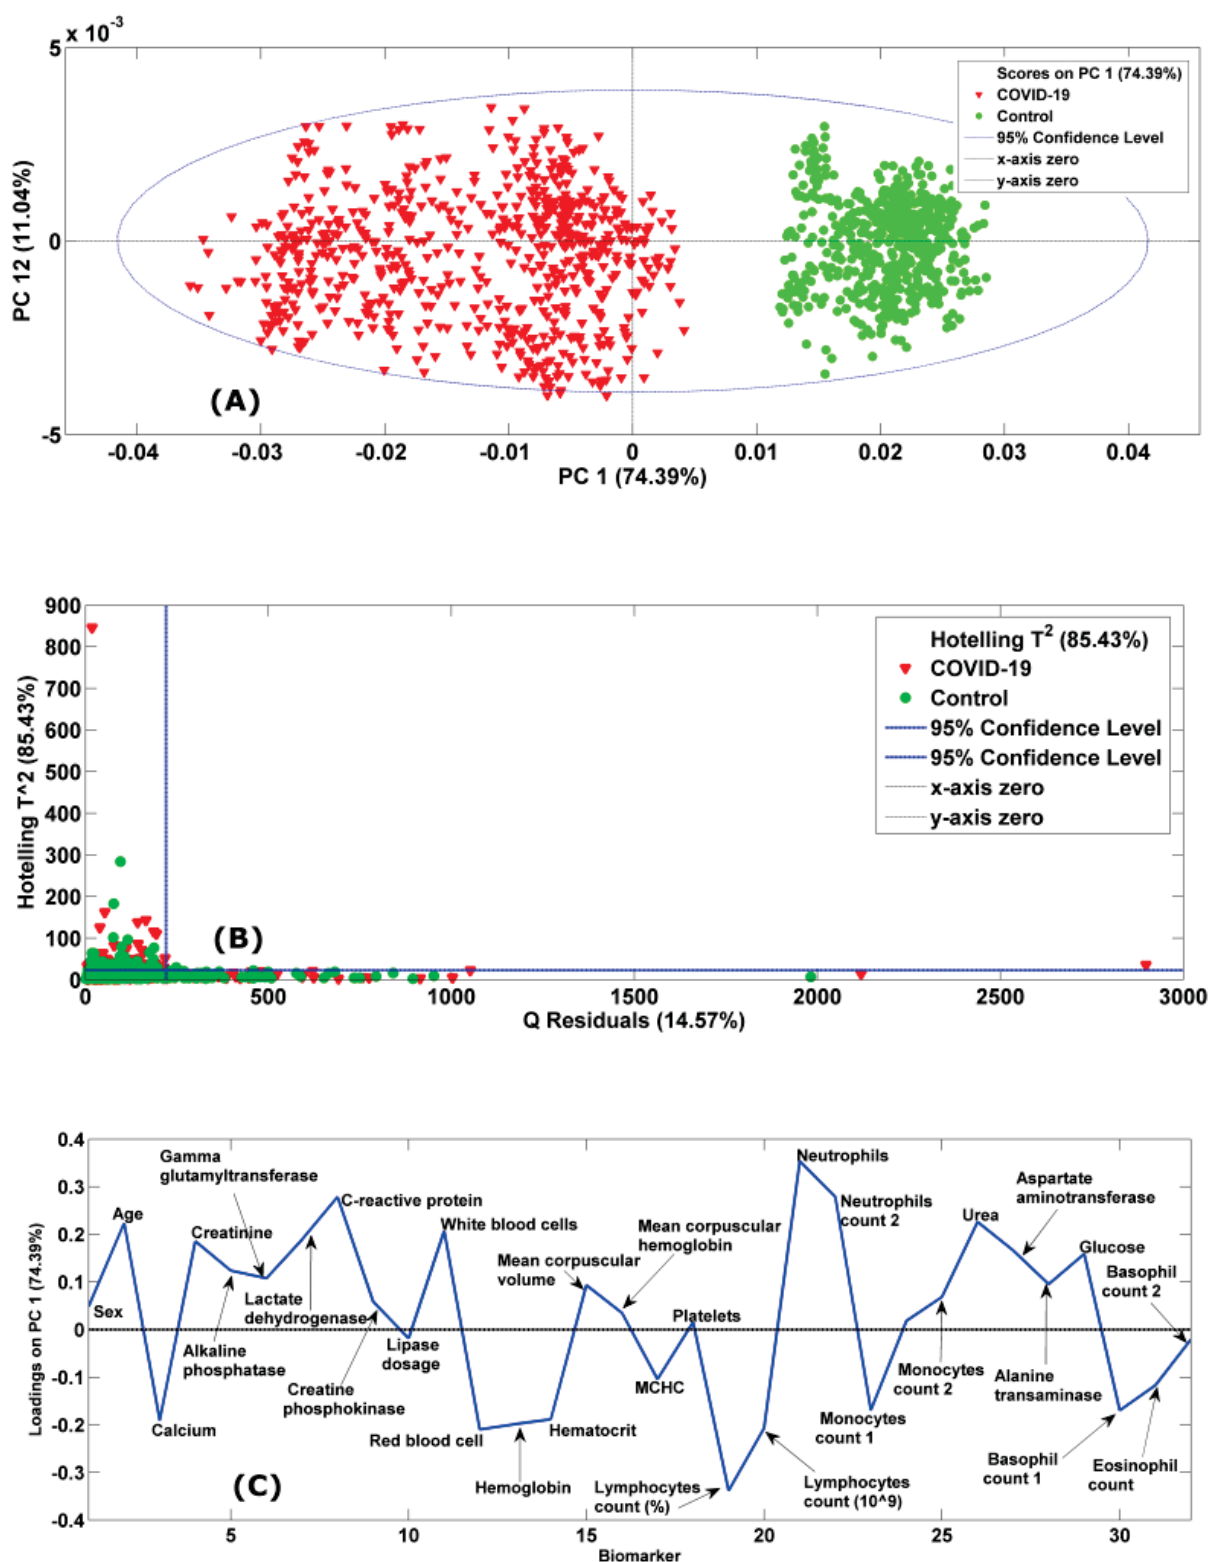 5 x 10^-3
0
-5
PC 12 (11.04%)
-0.04 -0.03 -0.02 -0.01 0 0.01 0.02 0.03 0.04
PC 1 (74.39%)
Scores on PC 1 (74.39%)
COVID-19
Control
95% Confidence Level
x-axis zero
y-axis zero
(A)
900
800
700
600
500
400
300
200
100
0
Hotelling T^2 (85.43%)
0 500 1000 1500 2000 2500 3000
Q Residuals (14.57%)
Hotelling T^2 (85.43%)
COVID-19
Control
95% Confidence Level
95% Confidence Level
x-axis zero
y-axis zero
(B)
0.4
0.3
0.2
0.1
0
-0.1
-0.2
-0.3
-0.4
Loadings on PC 1 (74.39%)
5 10 15 20 25 30
Biomarker
Sex
Age
Calcium
Gamma
glutamyltransferase
Creatinine
Alkaline
phosphatase
Lactate
dehydrogenase
C-reactive protein
Creatine
phosphokinase
Lipase
dosage
White blood cells
Red blood cell
Hemoglobin
Hematocrit
Mean corpuscular
volume
Mean corpuscular
hemoglobin
MCHC
Platelets
Lymphocytes
count (%)
Lymphocytes
count (10^9)
Neutrophils
Neutrophils
count 2
Monocytes
count 1
Monocytes
count 2
Urea
Aspartate
aminotransferase
Alanine
transaminase
Glucose
Basophil
count 1
Eosinophil
count
Basophil
count 2
(C)